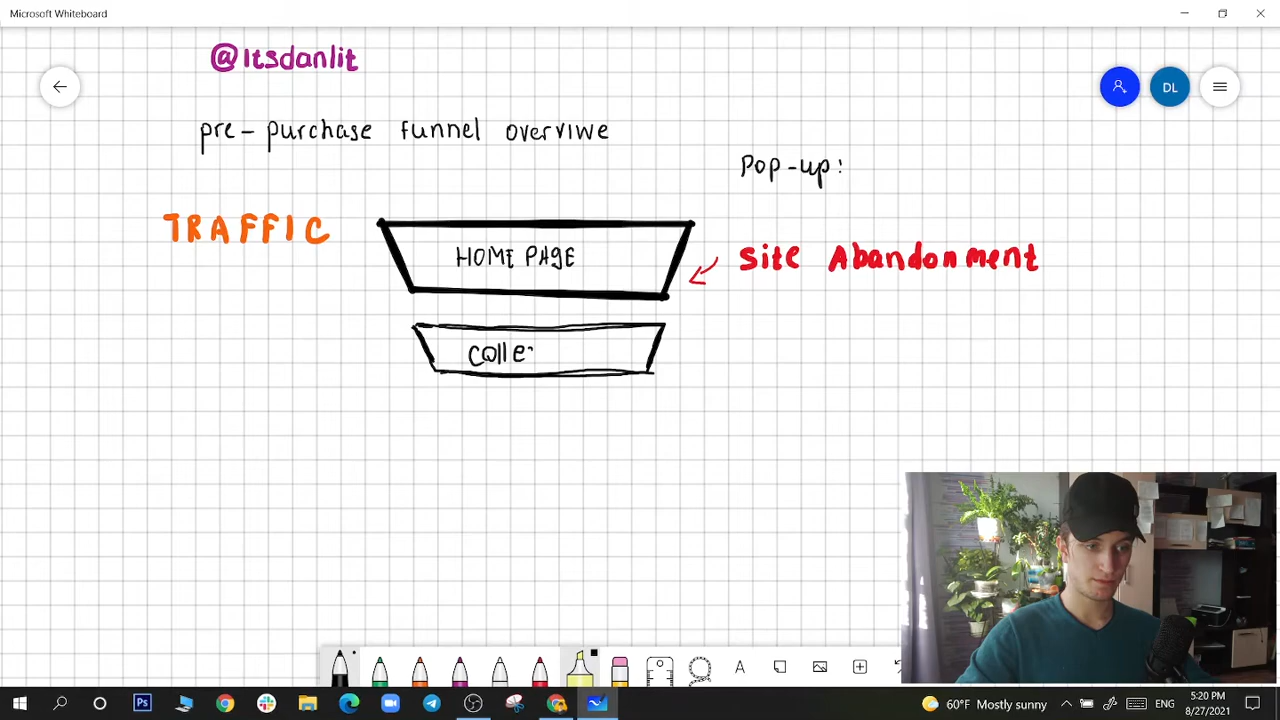 Microsoft Whiteboard
@Itsdanlit
pre-purchase funnel overviwe
Pop-up:
TRAFFIC
HOME PAGE
Site Abandonment
Colle
DL
A
Ps
60°F Mostly sunny
ENG
5:20 PM
8/27/2021